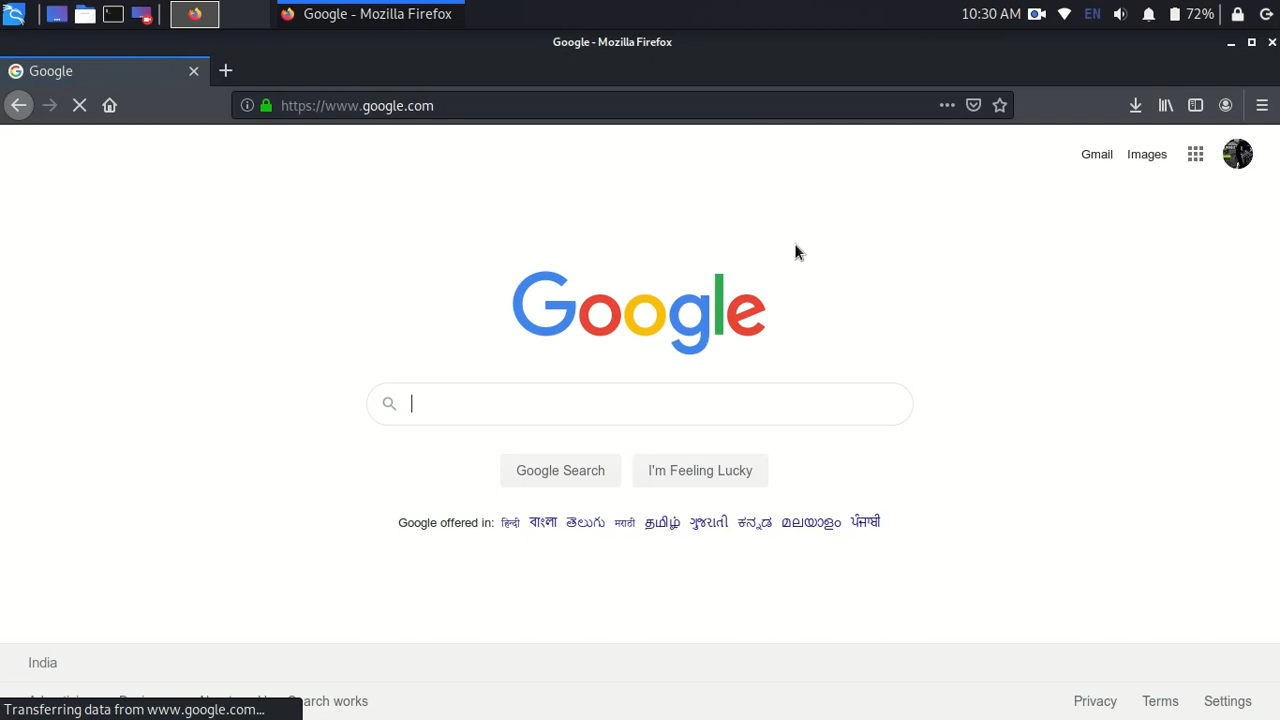 Google - Mozilla Firefox
10:30 AM
EN
72%
Google - Mozilla Firefox
Google
https://www.google.com
Gmail Images
Google
Google Search I'm Feeling Lucky
Google offered in: हिन्दी বাংলা తెలుగు मराठी தமிழ் ગુજરાતી ಕನ್ನಡ മലയാളം ਪੰਜਾਬੀ
India
Search works
Privacy Terms Settings
Transferring data from www.google.com...